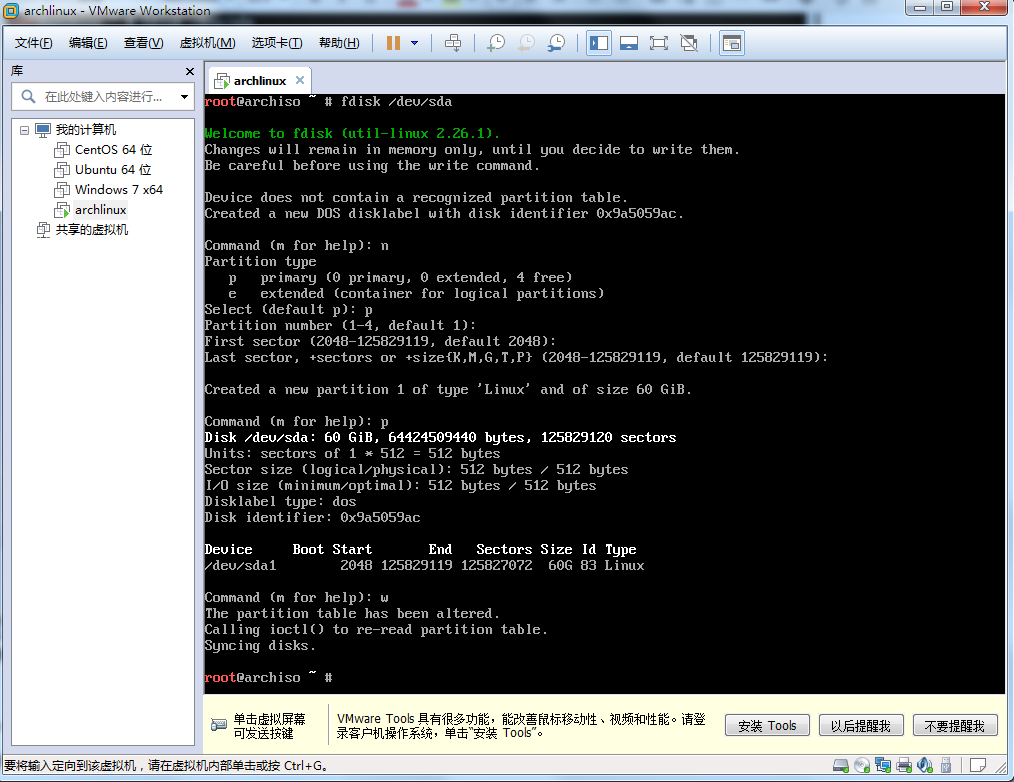 archlinux - VMware Workstation
文件(F) 编辑(E) 查看(V) 虚拟机(M) 选项卡(T) 帮助(H)
库
在此处键入内容进行...
我的计算机
CentOS 64 位
Ubuntu 64 位
Windows 7 x64
archlinux
共享的虚拟机
archlinux
root@archiso ~ # fdisk /dev/sda
Welcome to fdisk (util-linux 2.26.1).
Changes will remain in memory only, until you decide to write them.
Be careful before using the write command.
Device does not contain a recognized partition table.
Created a new DOS disklabel with disk identifier 0x9a5059ac.
Command (m for help): n
Partition type
p primary (0 primary, 0 extended, 4 free)
e extended (container for logical partitions)
Select (default p): p
Partition number (1-4, default 1):
First sector (2048-125829119, default 2048):
Last sector, +sectors or +size{K,M,G,T,P} (2048-125829119, default 125829119):
Created a new partition 1 of type 'Linux' and of size 60 GiB.
Command (m for help): p
Disk /dev/sda: 60 GiB, 64424509440 bytes, 125829120 sectors
Units: sectors of 1 * 512 = 512 bytes
Sector size (logical/physical): 512 bytes / 512 bytes
I/O size (minimum/optimal): 512 bytes / 512 bytes
Disklabel type: dos
Disk identifier: 0x9a5059ac
Device Boot Start End Sectors Size Id Type
/dev/sda1 2048 125829119 125827072 60G 83 Linux
Command (m for help): w
The partition table has been altered.
Calling ioctl() to re-read partition table.
Syncing disks.
root@archiso ~ #
单击虚拟屏幕
可发送按键
VMware Tools 具有很多功能，能改善鼠标移动性、视频和性能。请登
录客户机操作系统，单击“安装 Tools”。
安装 Tools
以后提醒我
不要提醒我
要将输入定向到该虚拟机，请在虚拟机内部单击或按 Ctrl+G。